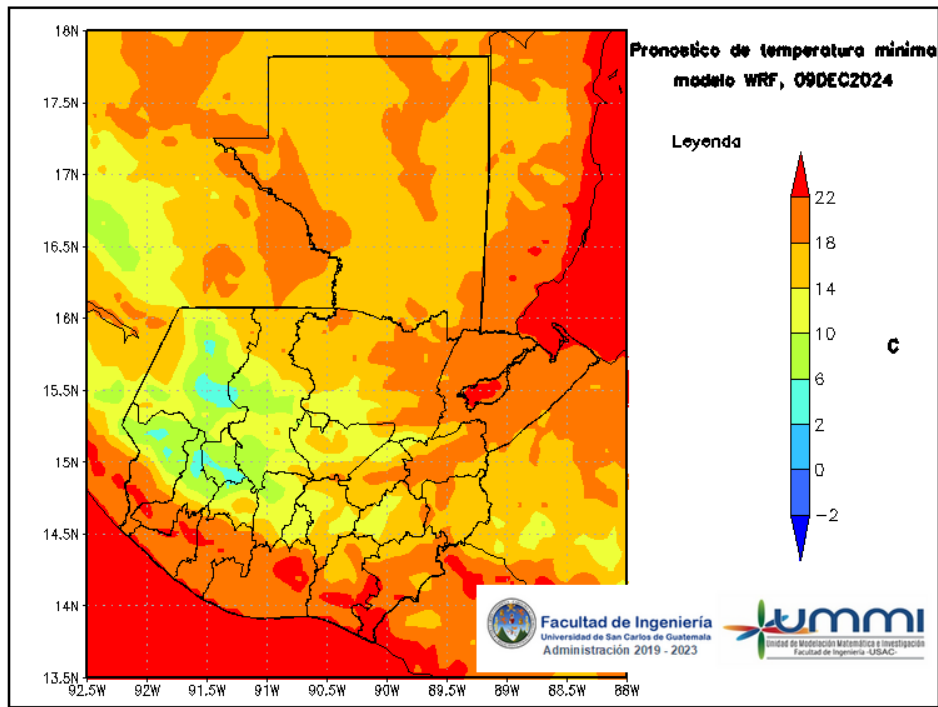 Pronostico de temperatura minima
modelo WRF, 09DEC2024
Leyenda
22
18
14
10
6
2
0
−2
C
18N
17.5N
17N
16.5N
16N
15.5N
15N
14.5N
14N
13.5N
92.5W 92W 91.5W 91W 90.5W 90W 89.5W 89W 88.5W 88W
Facultad de Ingeniería
Universidad de San Carlos de Guatemala
Administración 2019 - 2023
ummi
Unidad de Modelación Matemática e Investigación
Facultad de Ingeniería -USAC-